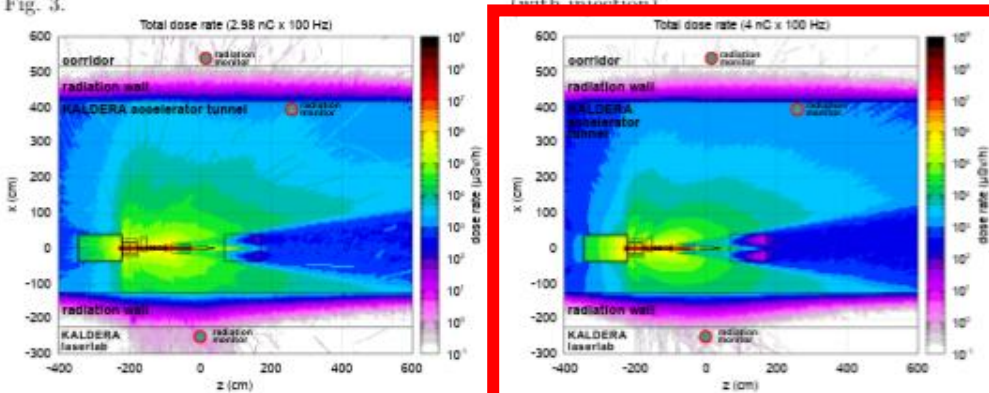 Fig. 3.
(with injection)
Total dose rate (2.98 nC x 100 Hz)
600
500
400
300
200
100
0
-100
-200
-300
x (cm)
corridor
radiation monitor
radiation wall
KALDERA accelerator tunnel
radiation monitor
radiation wall
KALDERA
laserlab
radiation monitor
-400
-200
0
200
400
600
z (cm)
dose rate (µSv/h)
Total dose rate (4 nC x 100 Hz)
600
500
400
300
200
100
0
-100
-200
-300
x (cm)
corridor
radiation monitor
radiation wall
KALDERA
accelerator
tunnel
radiation monitor
radiation wall
KALDERA
laserlab
radiation monitor
-400
-200
0
200
400
600
z (cm)
dose rate (µSv/h)